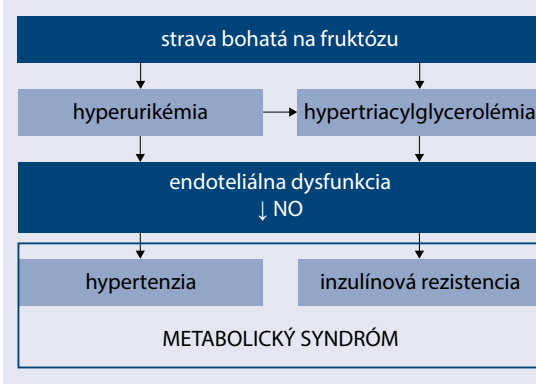 strava bohatá na fruktózu
hyperurikémia
hypertriacylglycerolémia
endoteliálna dysfunkcia
↓ NO
hypertenzia
inzulínová rezistencia
METABOLICKÝ SYNDRÓM